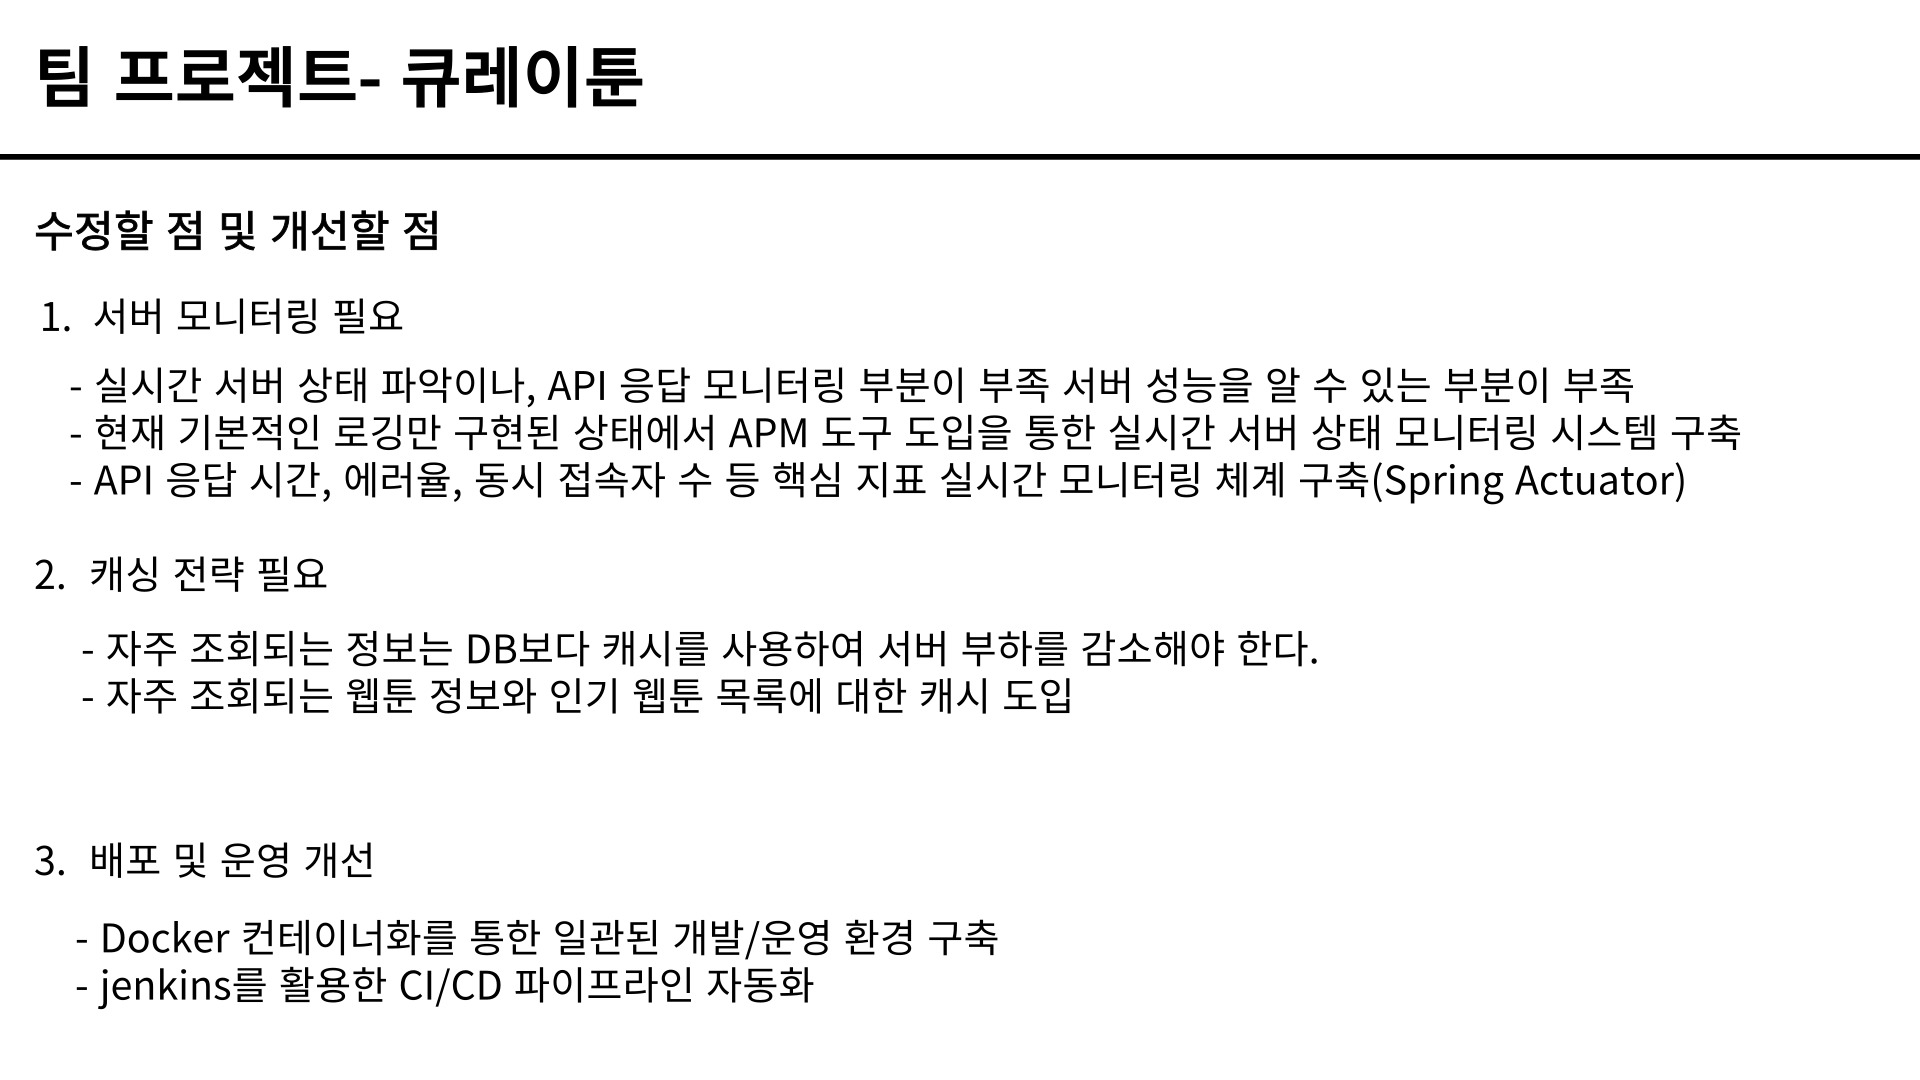 팀 프로젝트- 큐레이툰
수정할 점 및 개선할 점
1. 서버 모니터링 필요
- 실시간 서버 상태 파악이나, API 응답 모니터링 부분이 부족 서버 성능을 알 수 있는 부분이 부족
- 현재 기본적인 로깅만 구현된 상태에서 APM 도구 도입을 통한 실시간 서버 상태 모니터링 시스템 구축
- API 응답 시간, 에러율, 동시 접속자 수 등 핵심 지표 실시간 모니터링 체계 구축(Spring Actuator)
2. 캐싱 전략 필요
- 자주 조회되는 정보는 DB보다 캐시를 사용하여 서버 부하를 감소해야 한다.
- 자주 조회되는 웹툰 정보와 인기 웹툰 목록에 대한 캐시 도입
3. 배포 및 운영 개선
- Docker 컨테이너화를 통한 일관된 개발/운영 환경 구축
- jenkins를 활용한 CI/CD 파이프라인 자동화